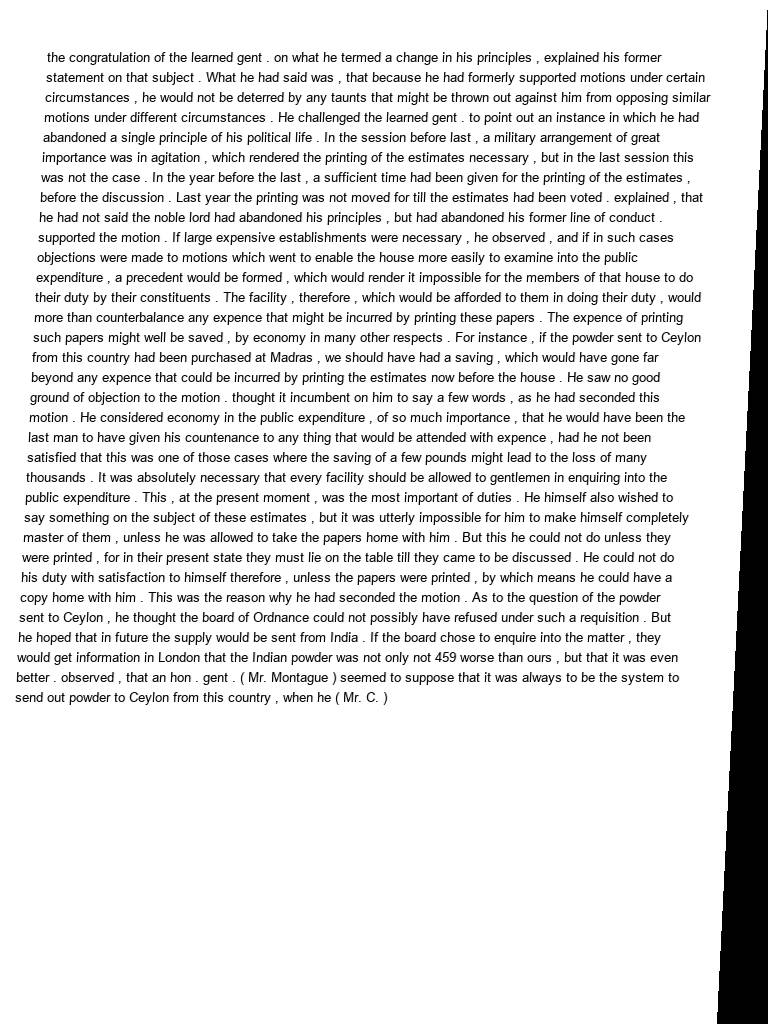 the congratulation of the learned gent . on what he termed a change in his principles , explained his former
statement on that subject . What he had said was , that because he had formerly supported motions under certain
circumstances , he would not be deterred by any taunts that might be thrown out against him from opposing similar
motions under different circumstances . He challenged the learned gent . to point out an instance in which he had
abandoned a single principle of his political life . In the session before last , a military arrangement of great
importance was in agitation , which rendered the printing of the estimates necessary , but in the last session this
was not the case . In the year before the last , a sufficient time had been given for the printing of the estimates ,
before the discussion . Last year the printing was not moved for till the estimates had been voted . explained , that
he had not said the noble lord had abandoned his principles , but had abandoned his former line of conduct .
supported the motion . If large expensive establishments were necessary , he observed , and if in such cases
objections were made to motions which went to enable the house more easily to examine into the public
expenditure , a precedent would be formed , which would render it impossible for the members of that house to do
their duty by their constituents . The facility , therefore , which would be afforded to them in doing their duty , would
more than counterbalance any expence that might be incurred by printing these papers . The expence of printing
such papers might well be saved , by economy in many other respects . For instance , if the powder sent to Ceylon
from this country had been purchased at Madras , we should have had a saving , which would have gone far
beyond any expence that could be incurred by printing the estimates now before the house . He saw no good
ground of objection to the motion . thought it incumbent on him to say a few words , as he had seconded this
motion . He considered economy in the public expenditure , of so much importance , that he would have been the
last man to have given his countenance to any thing that would be attended with expence , had he not been
satisfied that this was one of those cases where the saving of a few pounds might lead to the loss of many
thousands . It was absolutely necessary that every facility should be allowed to gentlemen in enquiring into the
public expenditure . This , at the present moment , was the most important of duties . He himself also wished to
say something on the subject of these estimates , but it was utterly impossible for him to make himself completely
master of them , unless he was allowed to take the papers home with him . But this he could not do unless they
were printed , for in their present state they must lie on the table till they came to be discussed . He could not do
his duty with satisfaction to himself therefore , unless the papers were printed , by which means he could have a
copy home with him . This was the reason why he had seconded the motion . As to the question of the powder
sent to Ceylon , he thought the board of Ordnance could not possibly have refused under such a requisition . But
he hoped that in future the supply would be sent from India . If the board chose to enquire into the matter , they
would get information in London that the Indian powder was not only not 459 worse than ours , but that it was even
better . observed , that an hon . gent . ( Mr. Montague ) seemed to suppose that it was always to be the system to
send out powder to Ceylon from this country , when he ( Mr. C. )